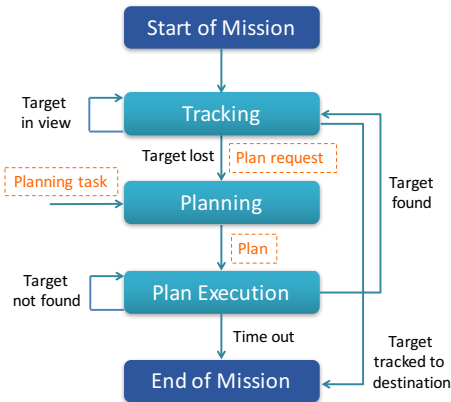 Start of Mission
Target
in view
Tracking
Target lost
Plan request
Planning task
Planning
Target
found
Plan
Target
not found
Plan Execution
Time out
Target
tracked to
destination
End of Mission